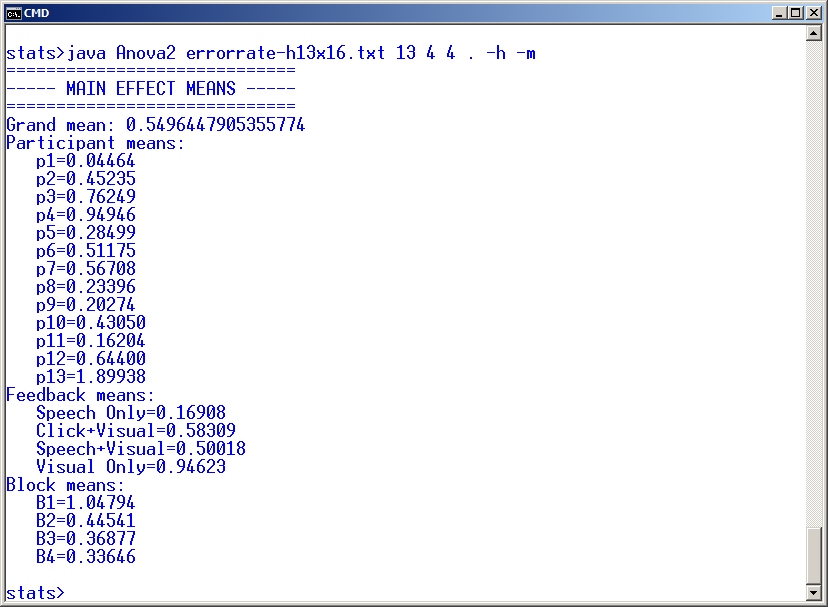 CMD
stats>java Anova2 errorrate-h13x16.txt 13 4 4 . -h -m
=============================
----- MAIN EFFECT MEANS -----
=============================
Grand mean: 0.5496447905355774
Participant means:
   p1=0.04464
   p2=0.45235
   p3=0.76249
   p4=0.94946
   p5=0.28499
   p6=0.51175
   p7=0.56708
   p8=0.23396
   p9=0.20274
   p10=0.43050
   p11=0.16204
   p12=0.64400
   p13=1.89938
Feedback means:
   Speech Only=0.16908
   Click+Visual=0.58309
   Speech+Visual=0.50018
   Visual Only=0.94623
Block means:
   B1=1.04794
   B2=0.44541
   B3=0.36877
   B4=0.33646
stats>